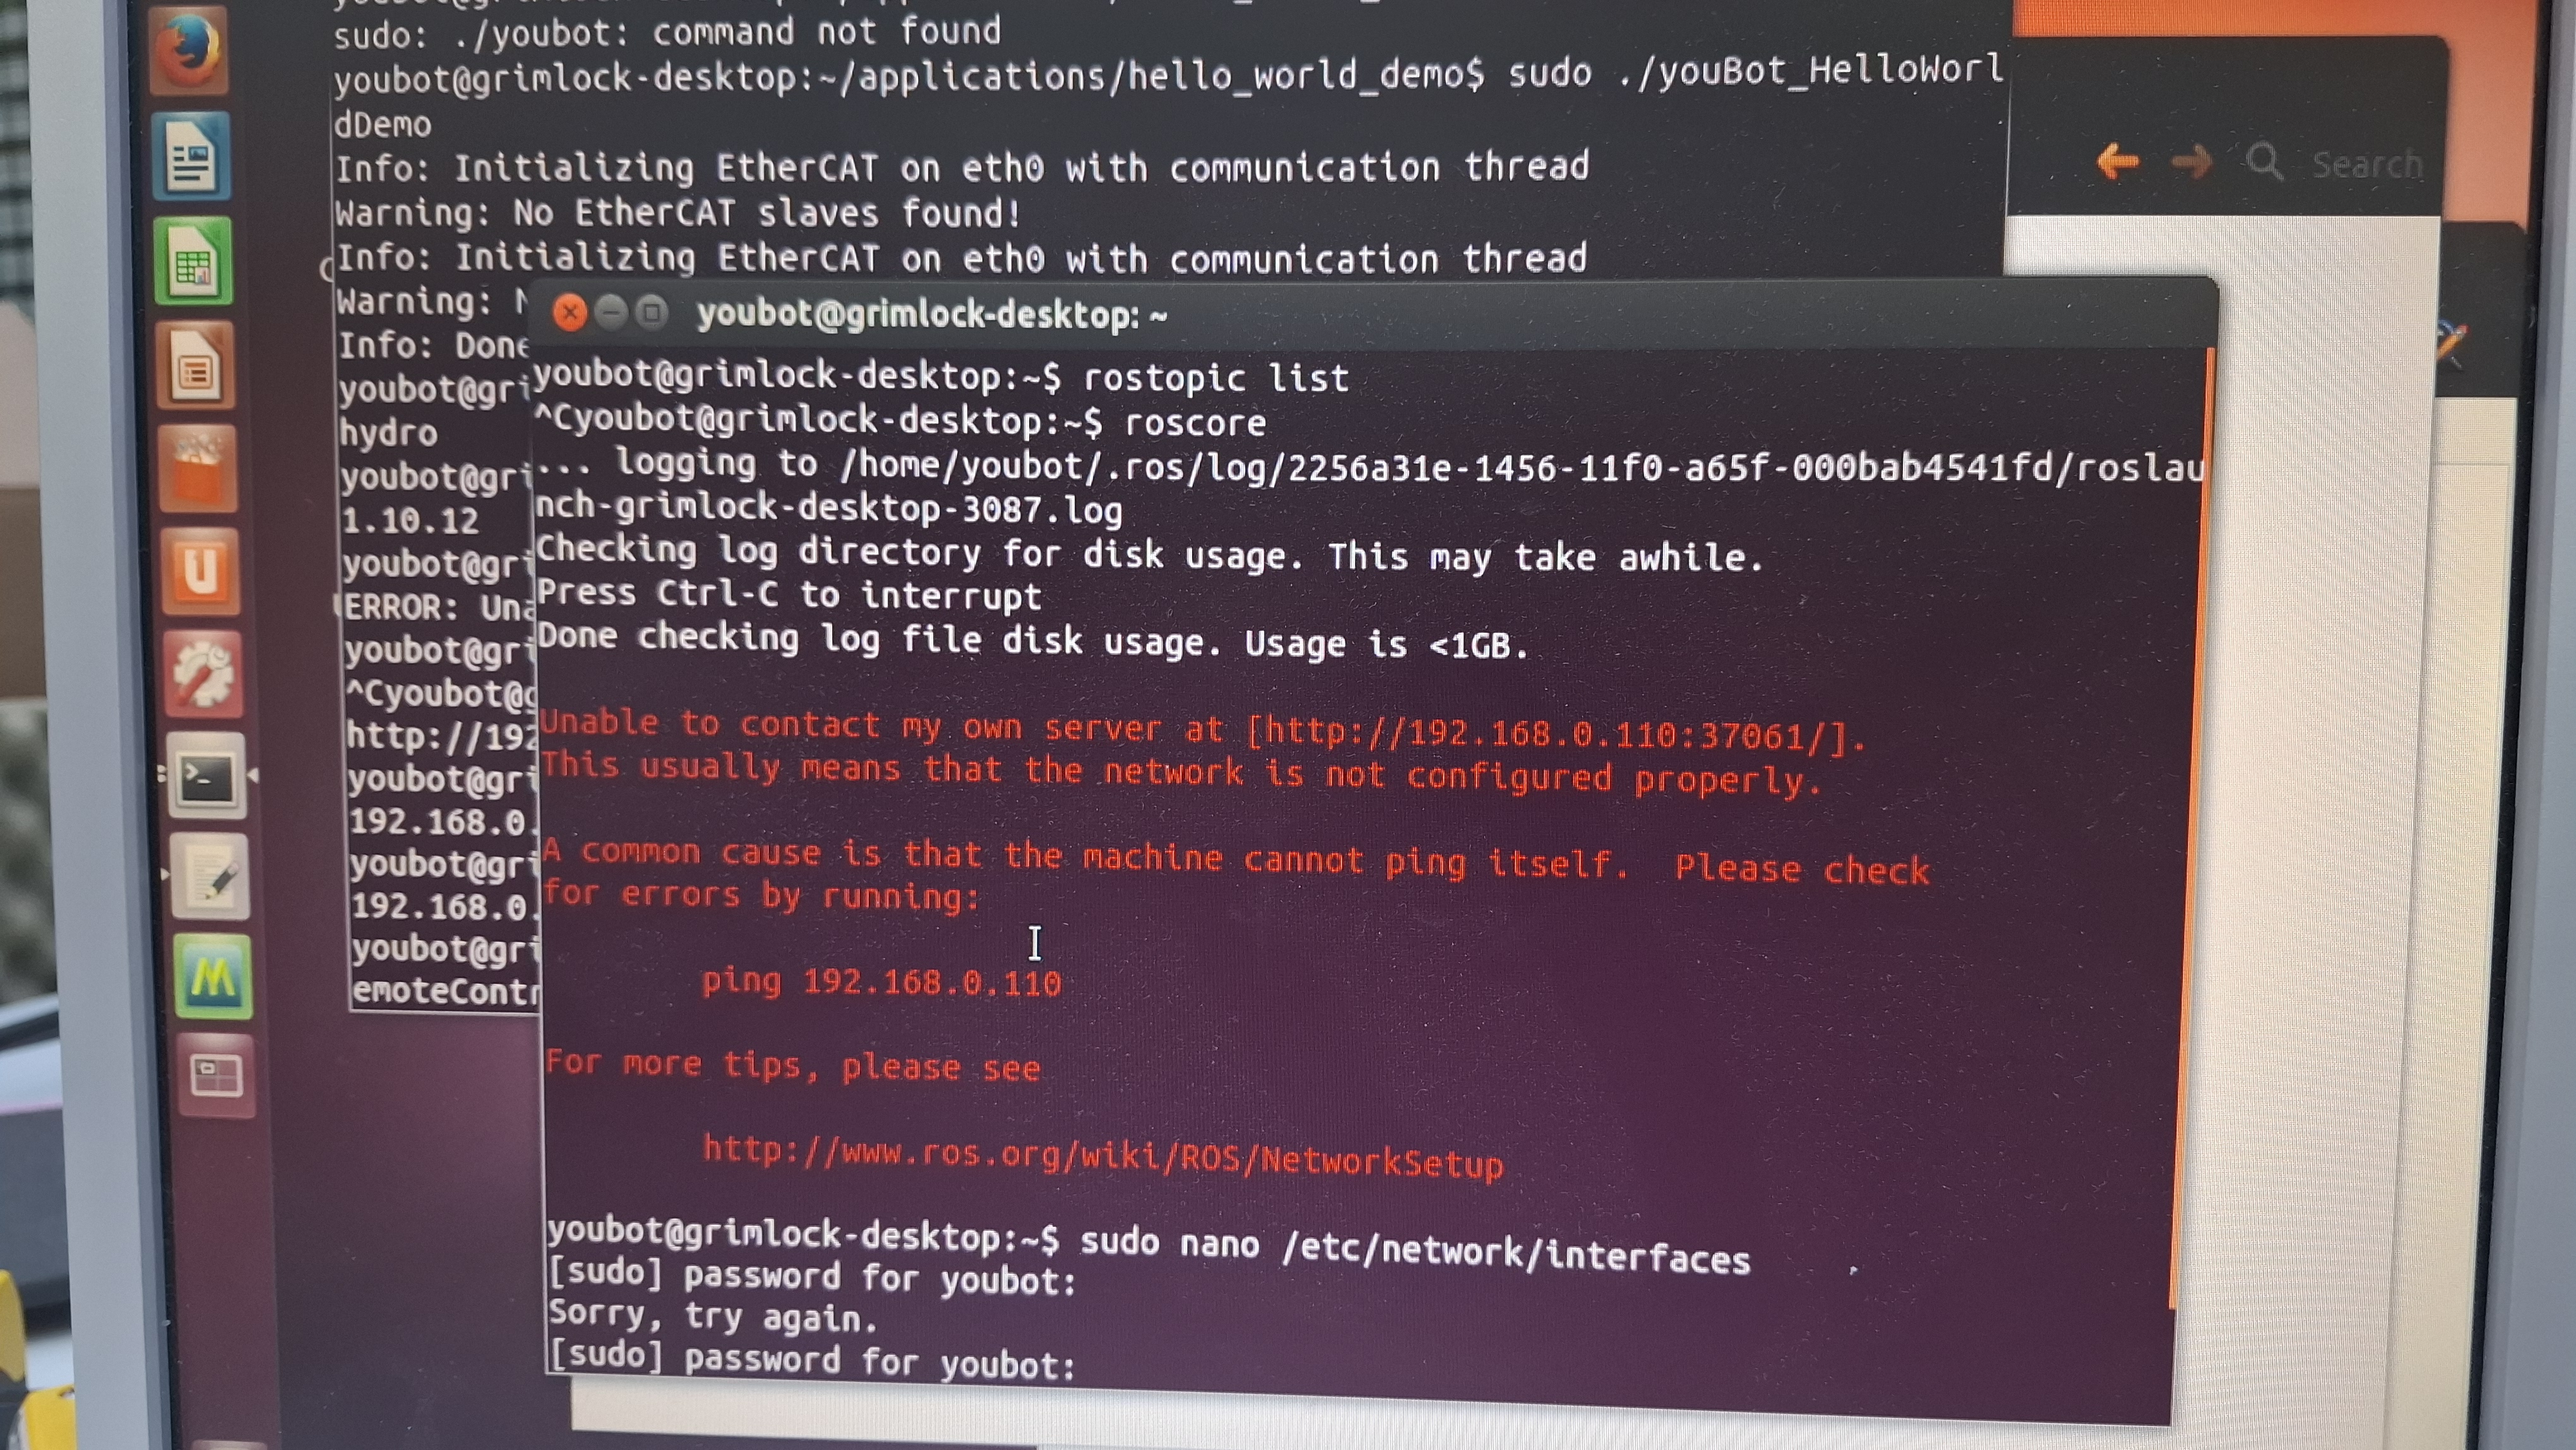 sudo: ./youbot: command not found
youbot@grimlock-desktop:~/applications/hello_world_demo$ sudo ./youBot_HelloWorl
dDemo
Info: Initializing EtherCAT on eth0 with communication thread
Warning: No EtherCAT slaves found!
Info: Initializing EtherCAT on eth0 with communication thread
Warning: N
Info: Done
youbot@gri
hydro
youbot@gri
1.10.12
youbot@gri
ERROR: Una
youbot@gri
^Cyoubot@g
http://192
youbot@gri
192.168.0.
youbot@gri
192.168.0.
youbot@gri
emoteContr
Search
youbot@grimlock-desktop: ~
youbot@grimlock-desktop:~$ rostopic list
^Cyoubot@grimlock-desktop:~$ roscore
... logging to /home/youbot/.ros/log/2256a31e-1456-11f0-a65f-000bab4541fd/roslau
nch-grimlock-desktop-3087.log
Checking log directory for disk usage. This may take awhile.
Press Ctrl-C to interrupt
Done checking log file disk usage. Usage is <1GB.
Unable to contact my own server at [http://192.168.0.110:37061/].
This usually means that the network is not configured properly.
A common cause is that the machine cannot ping itself.  Please check
for errors by running:
ping 192.168.0.110
For more tips, please see
http://www.ros.org/wiki/ROS/NetworkSetup
youbot@grimlock-desktop:~$ sudo nano /etc/network/interfaces
[sudo] password for youbot:
Sorry, try again.
[sudo] password for youbot: